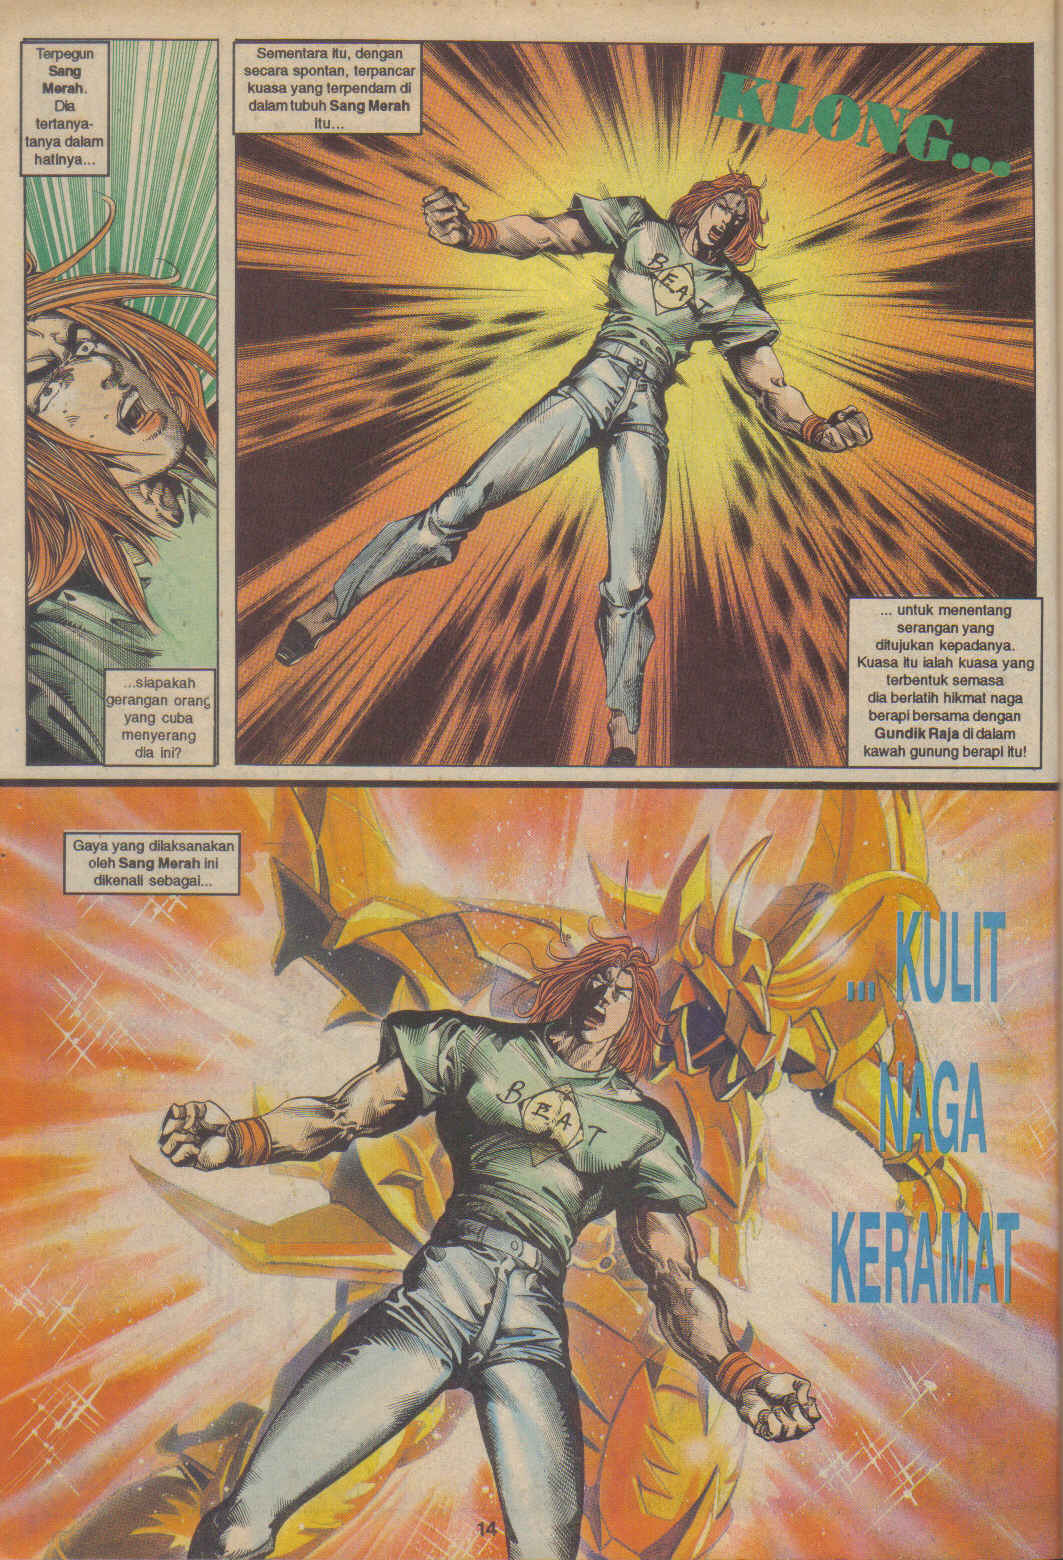 Terpegun
Sang
Merah.
Dia
tertanya-
tanya dalam
hatinya...
...siapakah
gerangan orang
yang cuba
menyerang
dia ini?
Sementara itu, dengan
secara spontan, terpancar
kuasa yang terpendam di
dalam tubuh Sang Merah
itu...
KLONG...
BEAT
... untuk menentang
serangan yang
ditujukan kepadanya.
Kuasa itu ialah kuasa yang
terbentuk semasa
dia berlatih hikmat naga
berapi bersama dengan
Gundik Raja di dalam
kawah gunung berapi itu!
Gaya yang dilaksanakan
oleh Sang Merah ini
dikenali sebagai...
... KULIT
NAGA
KERAMAT
BEAT
14